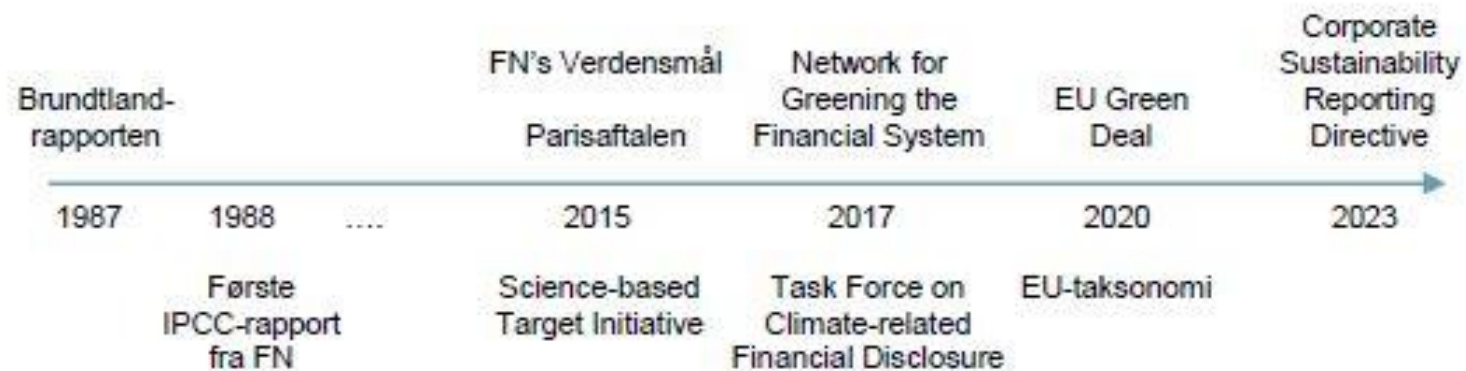 Brundtland-
rapporten
FN's Verdensmål
Parisaftalen
Network for
Greening the
Financial System
EU Green
Deal
Corporate
Sustainability
Reporting
Directive
1987
1988
....
2015
2017
2020
2023
Første
IPCC-rapport
fra FN
Science-based
Target Initiative
Task Force on
Climate-related
Financial Disclosure
EU-taksonomi